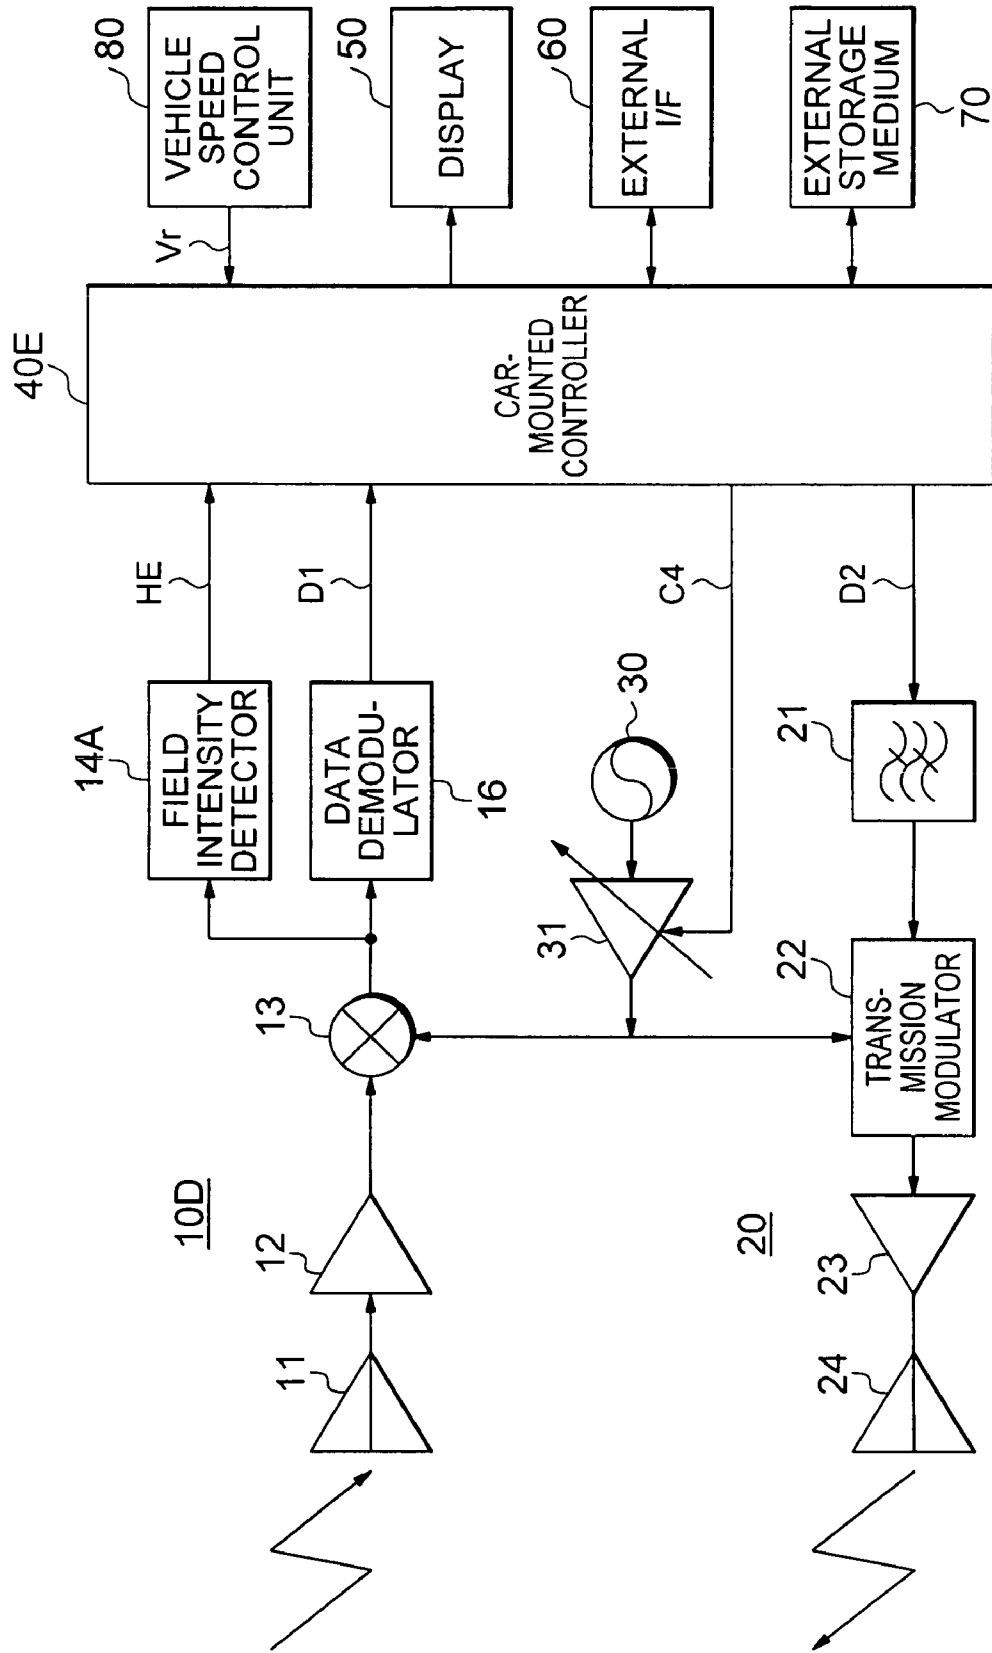 80
VEHICLE
SPEED
CONTROL
UNIT
Vr
50
DISPLAY
60
EXTERNAL
I/F
EXTERNAL
STORAGE
MEDIUM
70
40E
CAR-
MOUNTED
CONTROLLER
HE
D1
C4
D2
14A
FIELD
INTENSITY
DETECTOR
DATA
DEMODU-
LATOR
16
30
31
21
22
TRANS-
MISSION
MODULATOR
13
10D
12
11
20
23
24